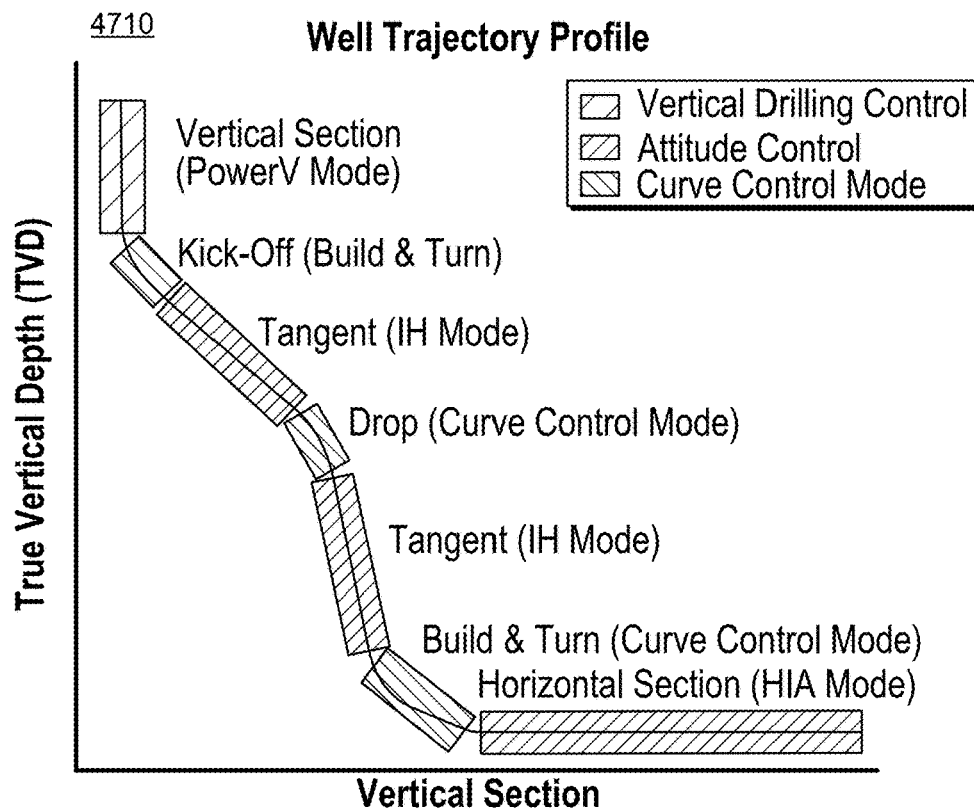 4710
Well Trajectory Profile
Vertical Drilling Control
Attitude Control
Curve Control Mode
Vertical Section
(PowerV Mode)
Kick-Off (Build & Turn)
Tangent (IH Mode)
Drop (Curve Control Mode)
Tangent (IH Mode)
Build & Turn (Curve Control Mode)
Horizontal Section (HIA Mode)
True Vertical Depth (TVD)
Vertical Section